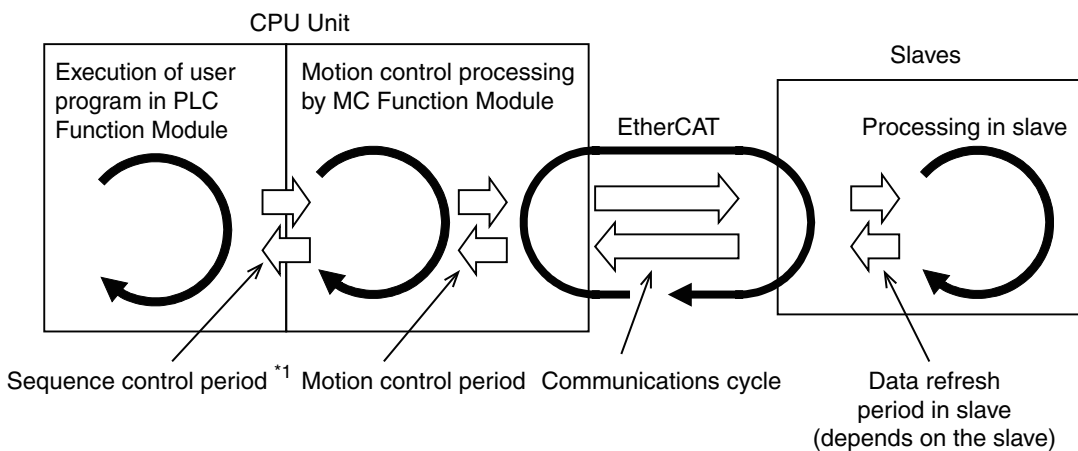 CPU Unit
Execution of user
program in PLC
Function Module
Motion control processing
by MC Function Module
EtherCAT
Slaves
Processing in slave
Sequence control period *1
Motion control period
Communications cycle
Data refresh
period in slave
(depends on the slave)